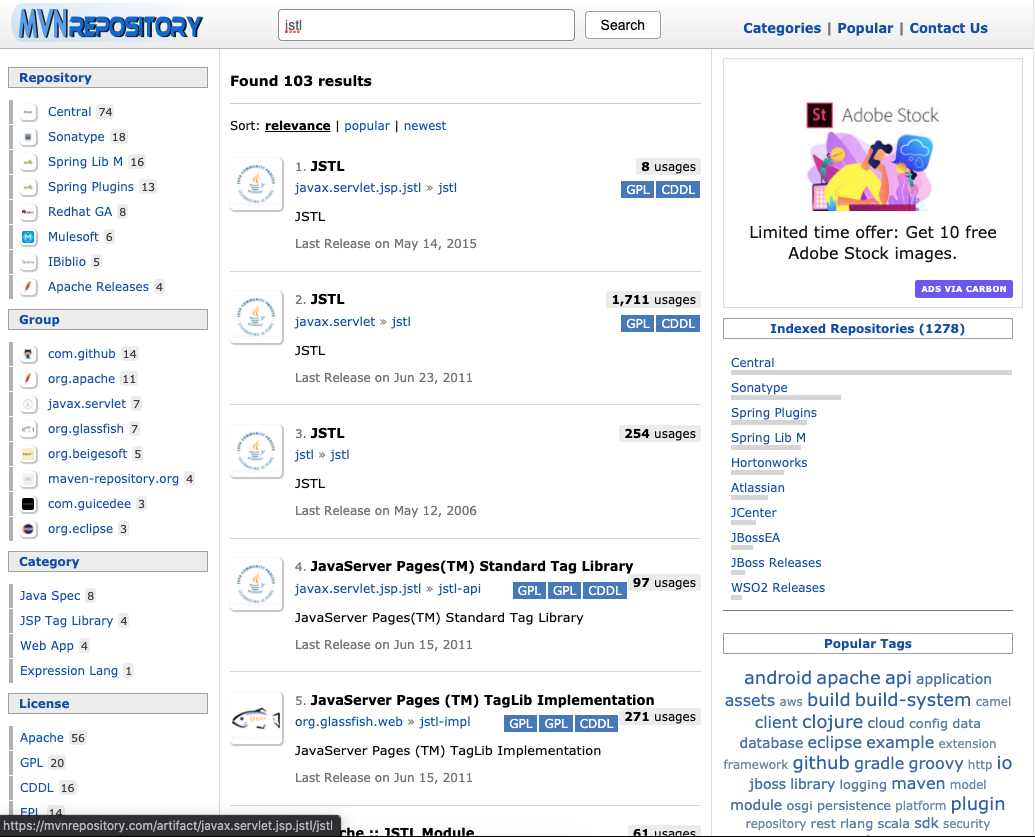 MVNREPOSITORY
jstl
Search
Categories | Popular | Contact Us
Repository
Central 74
Sonatype 18
Spring Lib M 16
Spring Plugins 13
Redhat GA 8
Mulesoft 6
IBiblio 5
Apache Releases 4
Group
com.github 14
org.apache 11
javax.servlet 7
org.glassfish 7
org.beigesoft 5
maven-repository.org 4
com.guicedee 3
org.eclipse 3
Category
Java Spec 8
JSP Tag Library 4
Web App 4
Expression Lang 1
License
Apache 56
GPL 20
CDDL 16
EPL 14
https://mvnrepository.com/artifact/javax.servlet.jsp.jstl/jstl
Found 103 results
Sort: relevance | popular | newest
1. JSTL
8 usages
javax.servlet.jsp.jstl » jstl
GPL CDDL
JSTL
Last Release on May 14, 2015
2. JSTL
1,711 usages
javax.servlet » jstl
GPL CDDL
JSTL
Last Release on Jun 23, 2011
3. JSTL
254 usages
jstl » jstl
JSTL
Last Release on May 12, 2006
4. JavaServer Pages(TM) Standard Tag Library
97 usages
javax.servlet.jsp.jstl » jstl-api
GPL GPL CDDL
JavaServer Pages(TM) Standard Tag Library
Last Release on Jun 15, 2011
5. JavaServer Pages (TM) TagLib Implementation
271 usages
org.glassfish.web » jstl-impl
GPL GPL CDDL
JavaServer Pages (TM) TagLib Implementation
Last Release on Jun 15, 2011
che :: JSTL Module
61 usages
St Adobe Stock
Limited time offer: Get 10 free
Adobe Stock images.
ADS VIA CARBON
Indexed Repositories (1278)
Central
Sonatype
Spring Plugins
Spring Lib M
Hortonworks
Atlassian
JCenter
JBossEA
JBoss Releases
WSO2 Releases
Popular Tags
android apache api application
assets aws build build-system camel
client clojure cloud config data
database eclipse example extension
framework github gradle groovy http io
jboss library logging maven model
module osgi persistence platform plugin
repository rest rlang scala sdk security